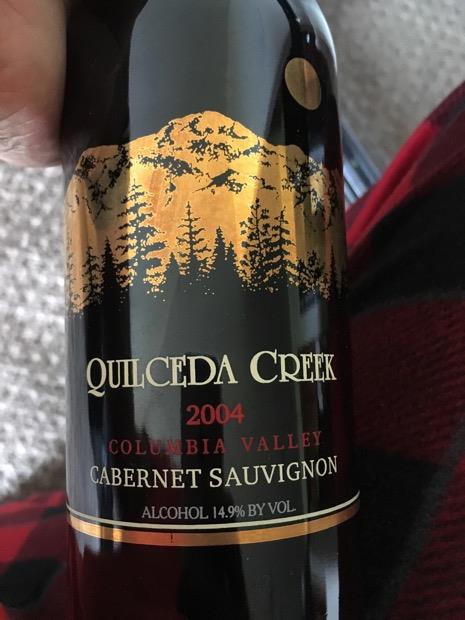 QUILCEDA CREEK
2004
COLUMBIA VALLEY
CABERNET SAUVIGNON
ALCOHOL 14.9% BY VOL.